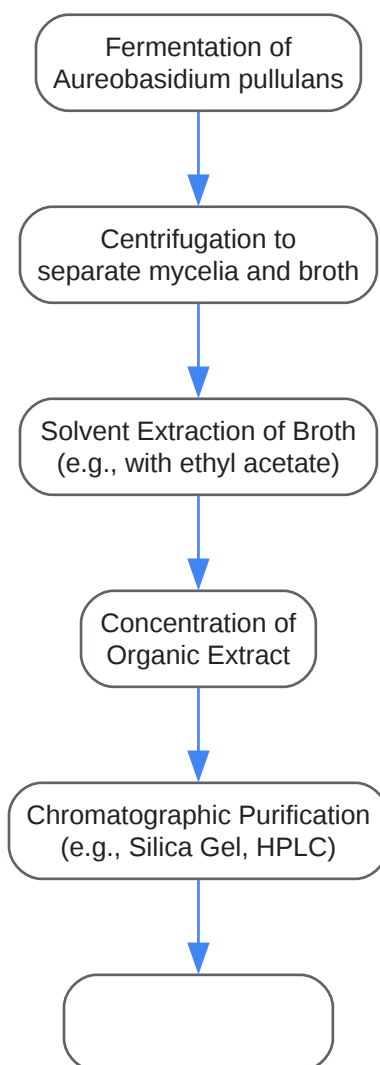 Fermentation of
Aureobasidium pullulans
Centrifugation to
separate mycelia and broth
Solvent Extraction of Broth
(e.g., with ethyl acetate)
Concentration of
Organic Extract
Chromatographic Purification
(e.g., Silica Gel, HPLC)